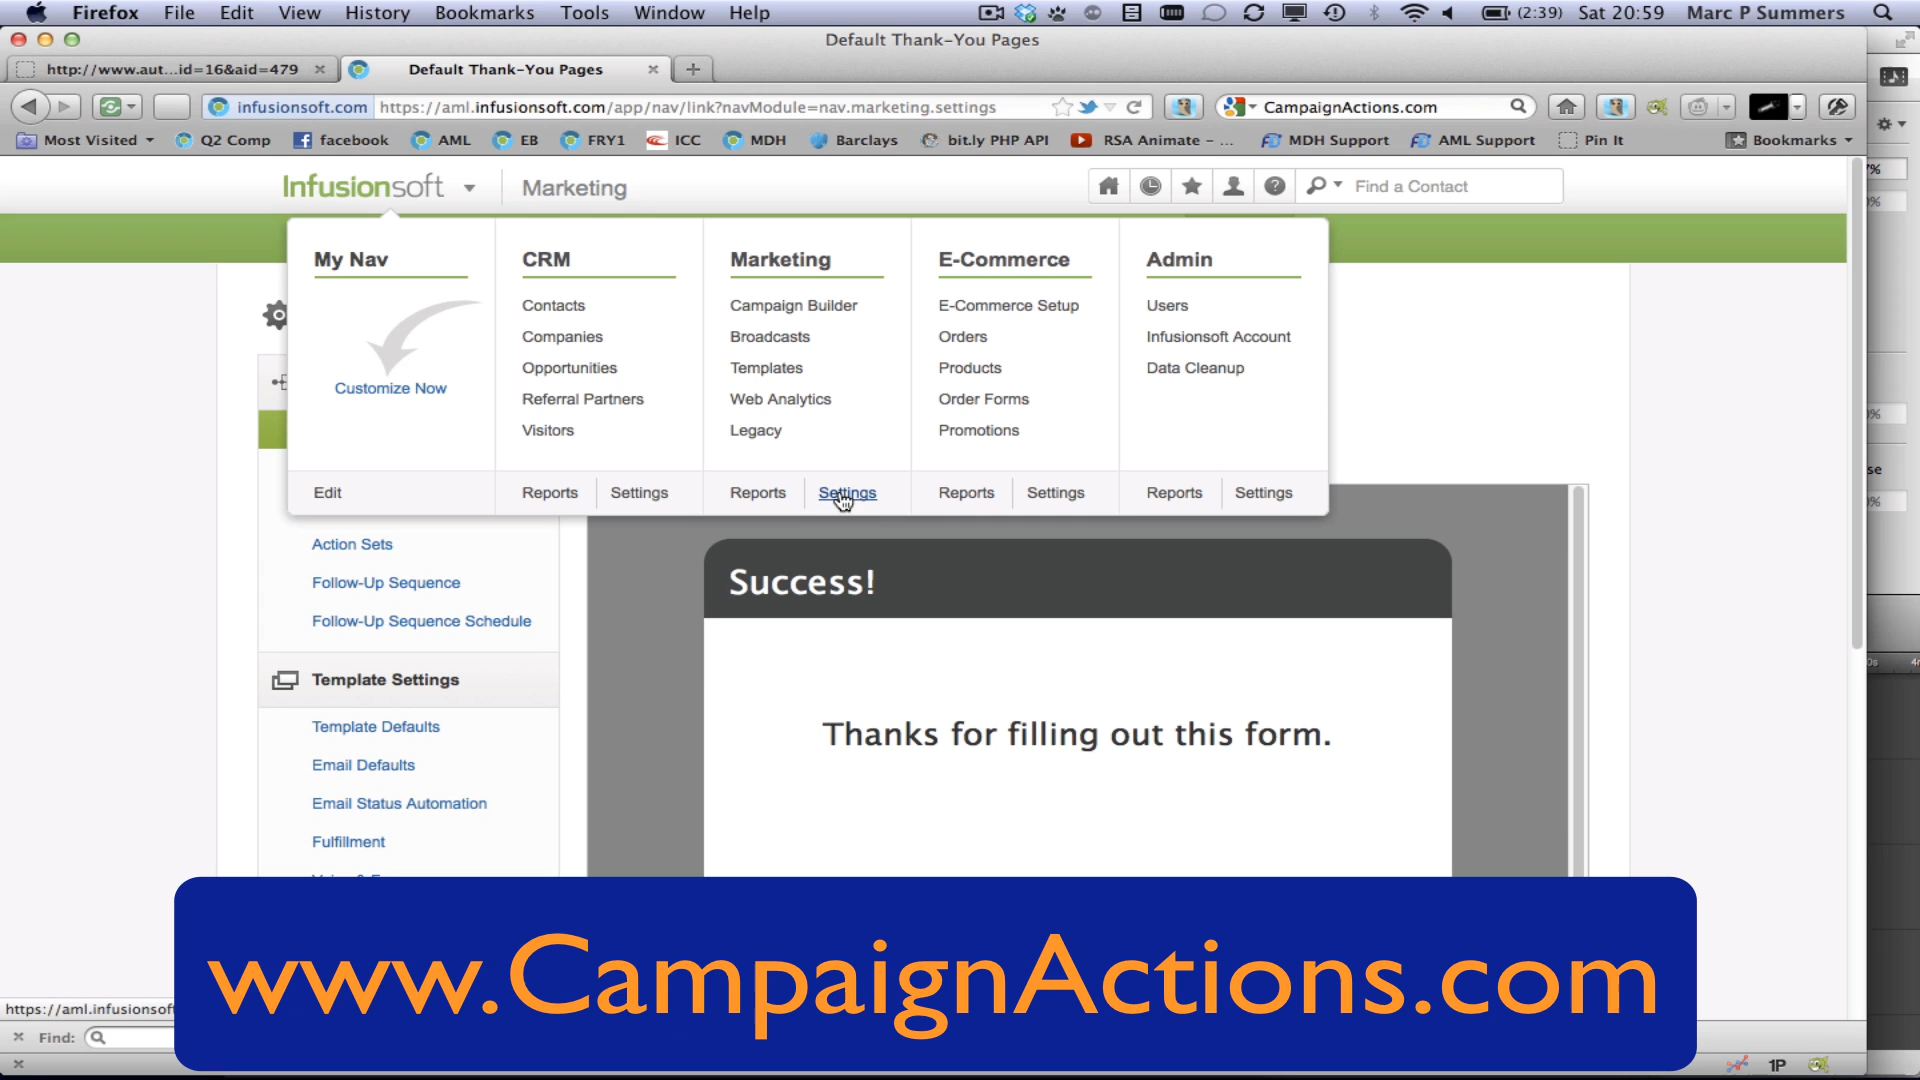 Firefox File Edit View History Bookmarks Tools Window Help (2:39) Sat 20:59 Marc P Summers
Default Thank-You Pages
http://www.aut...id=16&aid=479 Default Thank-You Pages
infusionsoft.com https://aml.infusionsoft.com/app/nav/link?navModule=nav.marketing.settings CampaignActions.com
Most Visited Q2 Comp facebook AML EB FRY1 ICC MDH Barclays bit.ly PHP API RSA Animate - ... MDH Support AML Support Pin It Bookmarks
Infusionsoft Marketing Find a Contact
My Nav CRM Marketing E-Commerce Admin
Contacts Campaign Builder E-Commerce Setup Users
Companies Broadcasts Orders Infusionsoft Account
Opportunities Templates Products Data Cleanup
Customize Now
Referral Partners Web Analytics Order Forms
Visitors Legacy Promotions
Edit Reports Settings Reports Settings Reports Settings Reports Settings
Action Sets
Success!
Follow-Up Sequence
Follow-Up Sequence Schedule
Template Settings
Template Defaults
Thanks for filling out this form.
Email Defaults
Email Status Automation
Fulfillment
www.CampaignActions.com
https://aml.infusionsoft
Find:
1P